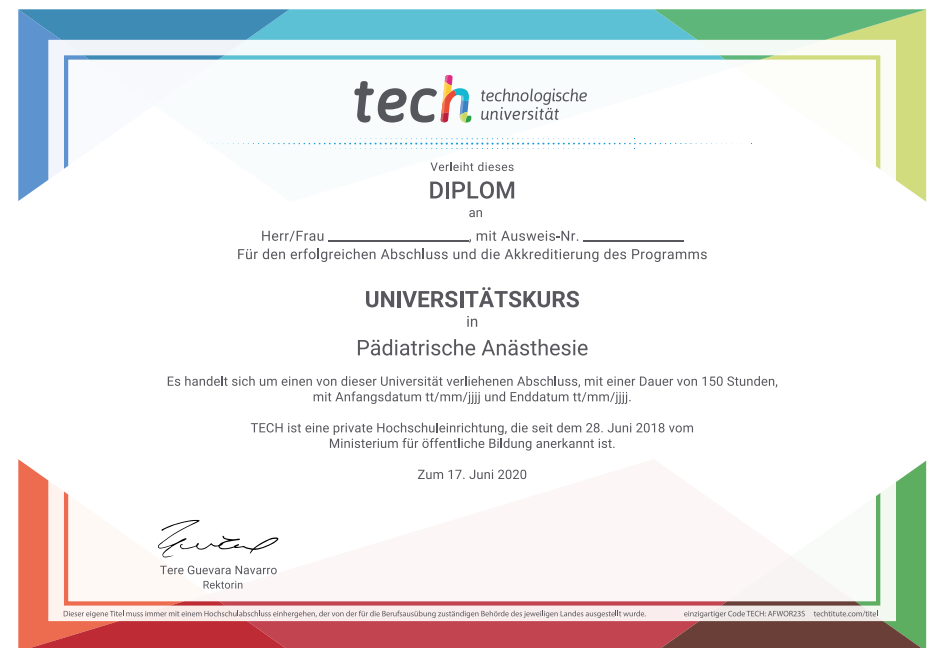 tech technologische
universität
Verleiht dieses
DIPLOM
an
Herr/Frau ____________________, mit Ausweis-Nr. ______________
Für den erfolgreichen Abschluss und die Akkreditierung des Programms
UNIVERSITÄTSKURS
in
Pädiatrische Anästhesie
Es handelt sich um einen von dieser Universität verliehenen Abschluss, mit einer Dauer von 150 Stunden,
mit Anfangsdatum tt/mm/jjjj und Enddatum tt/mm/jjjj.
TECH ist eine private Hochschuleinrichtung, die seit dem 28. Juni 2018 vom
Ministerium für öffentliche Bildung anerkannt ist.
Zum 17. Juni 2020
Tere Guevara Navarro
Rektorin
Dieser eigene Titel muss immer mit einem Hochschulabschluss einhergehen, der von der für die Berufsausübung zuständigen Behörde des jeweiligen Landes ausgestellt wurde. einzigartiger Code TECH: AFWOR23S techtitute.com/titel